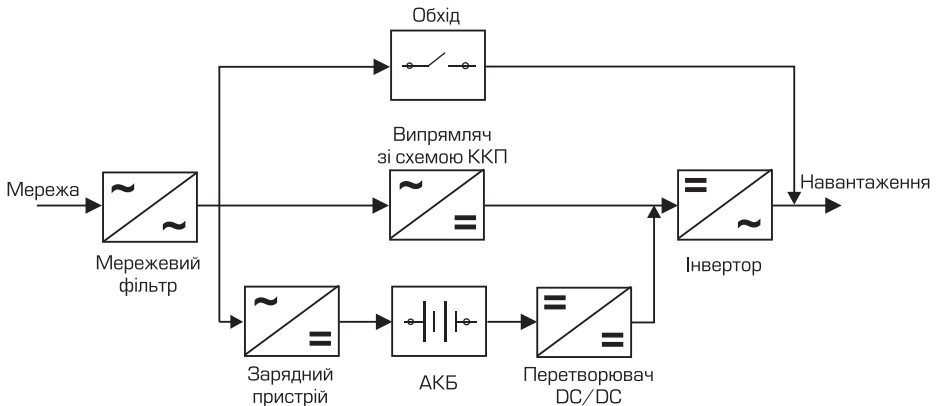 Обхід
Випрямляч
зі схемою ККП
Мережа
Навантаження
Мережевий
фільтр
Інвертор
Зарядний
пристрій
АКБ
Перетворювач
DC/DC